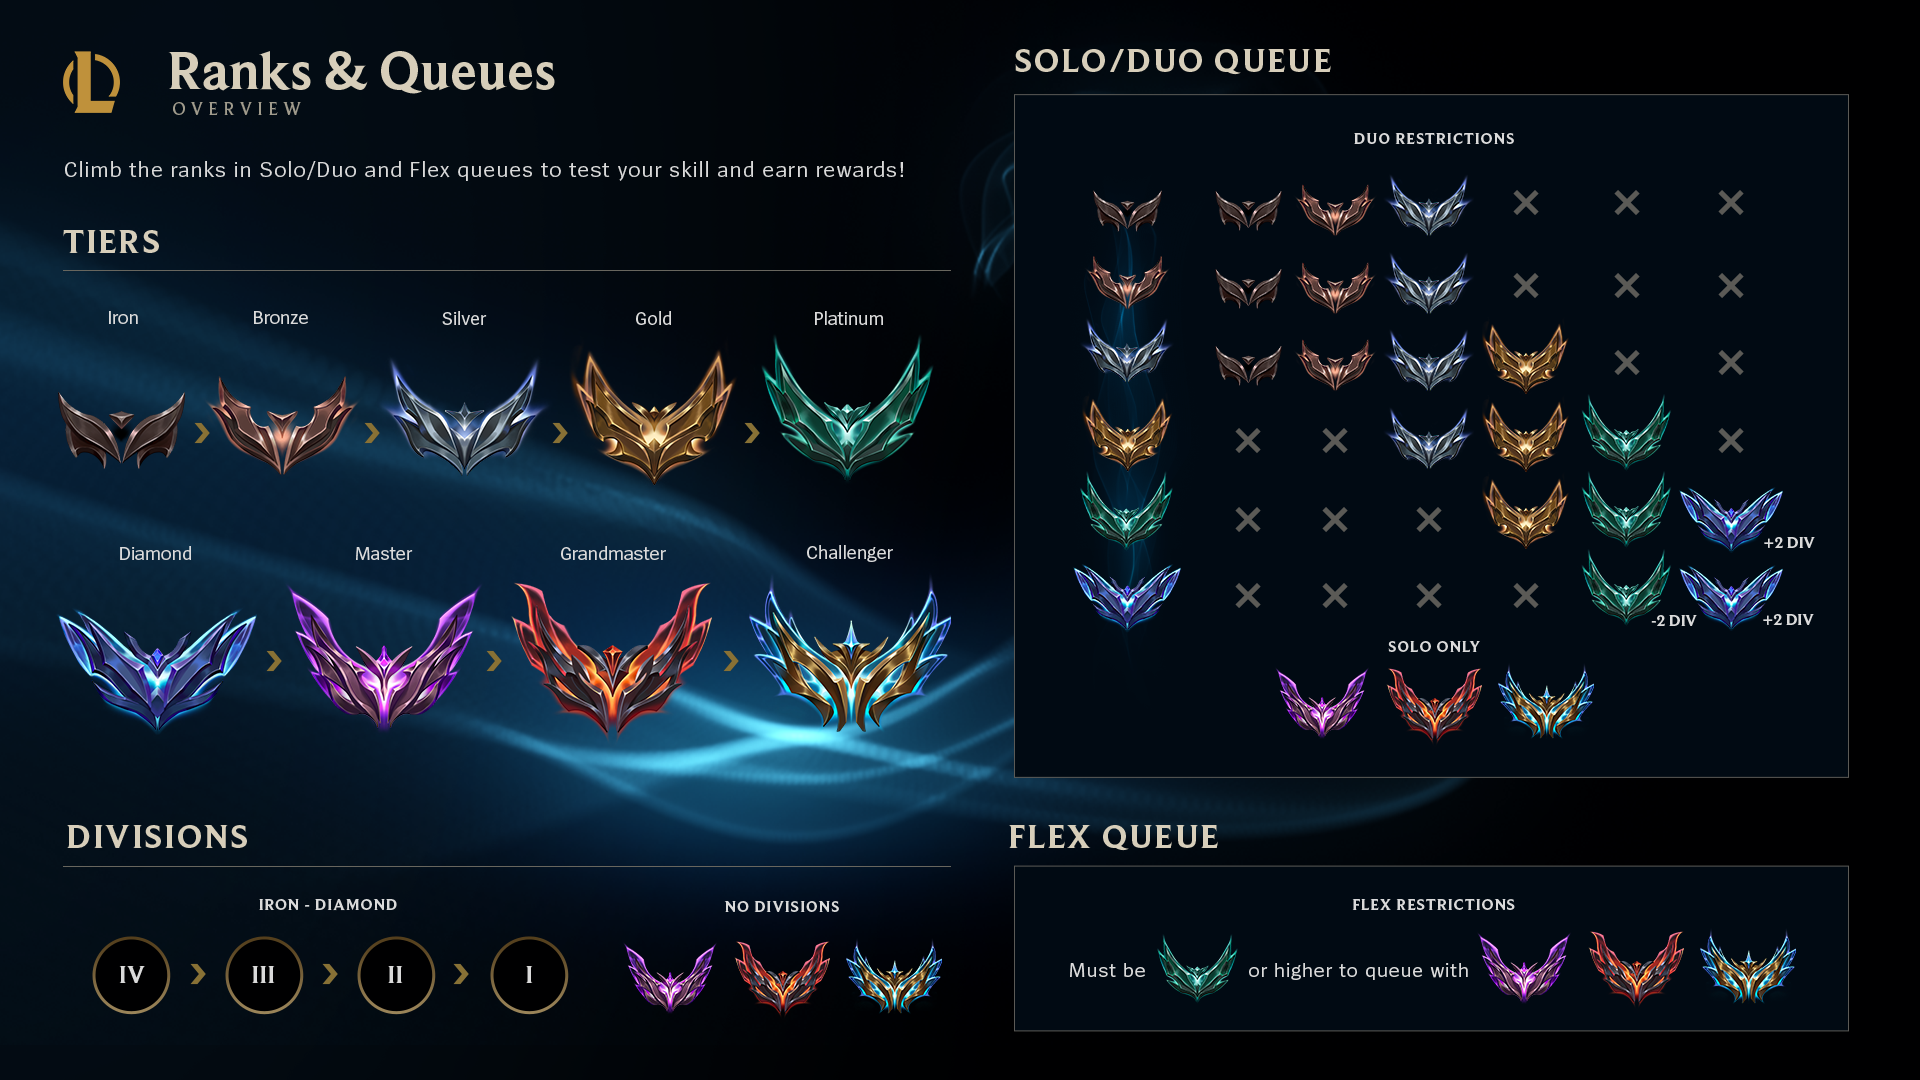 Ranks & Queues
OVERVIEW
Climb the ranks in Solo/Duo and Flex queues to test your skill and earn rewards!
TIERS
Iron
Bronze
Silver
Gold
Platinum
Diamond
Master
Grandmaster
Challenger
DIVISIONS
IRON - DIAMOND
IV
III
II
I
NO DIVISIONS
SOLO/DUO QUEUE
DUO RESTRICTIONS
+2 DIV
-2 DIV
+2 DIV
SOLO ONLY
FLEX QUEUE
FLEX RESTRICTIONS
Must be
or higher to queue with